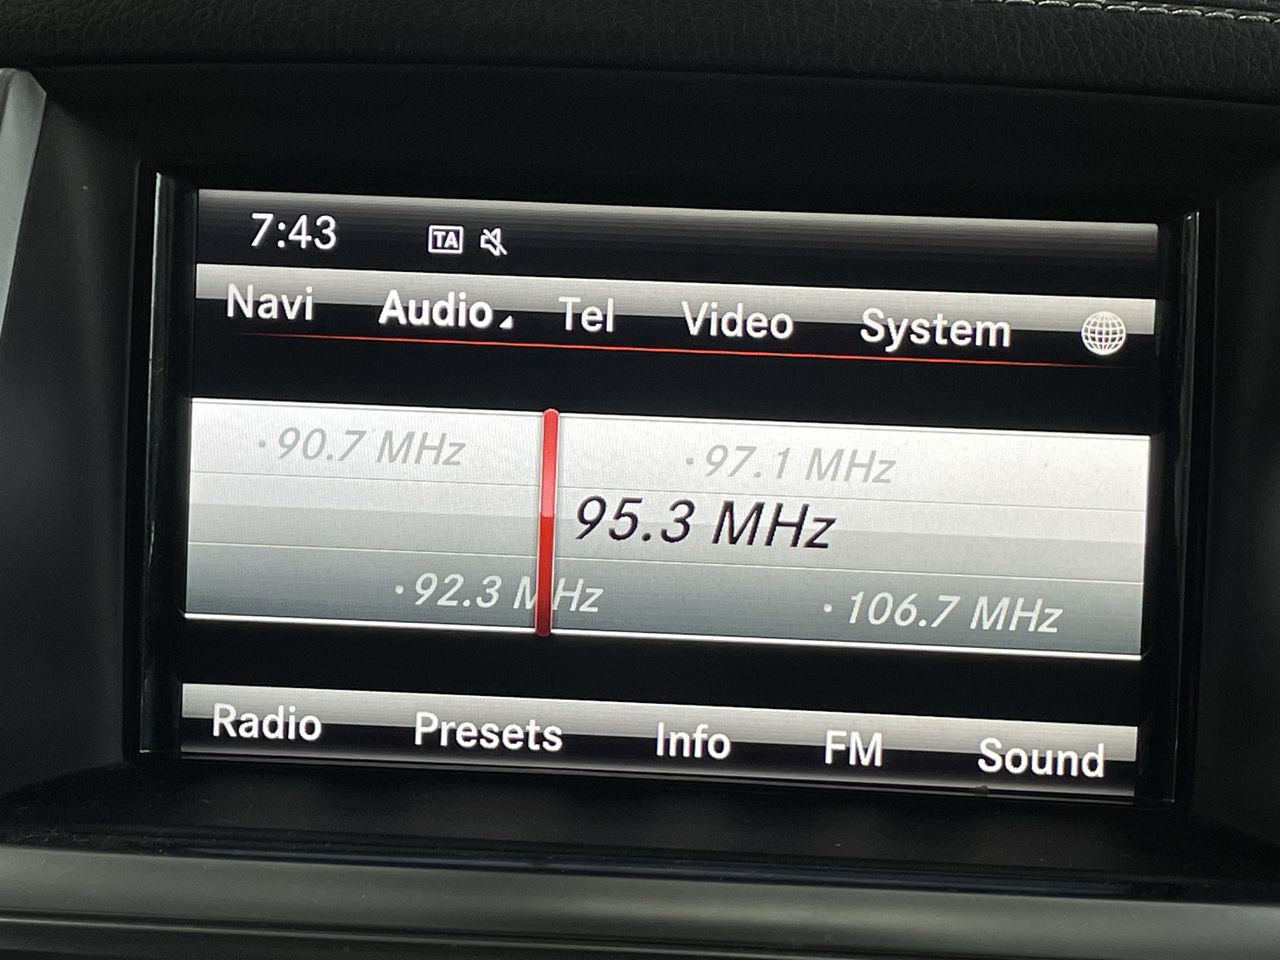 7:43 TA
Navi Audio Tel Video System
·90.7 MHz ·97.1 MHz
95.3 MHz
·92.3 MHz ·106.7 MHz
Radio Presets Info FM Sound